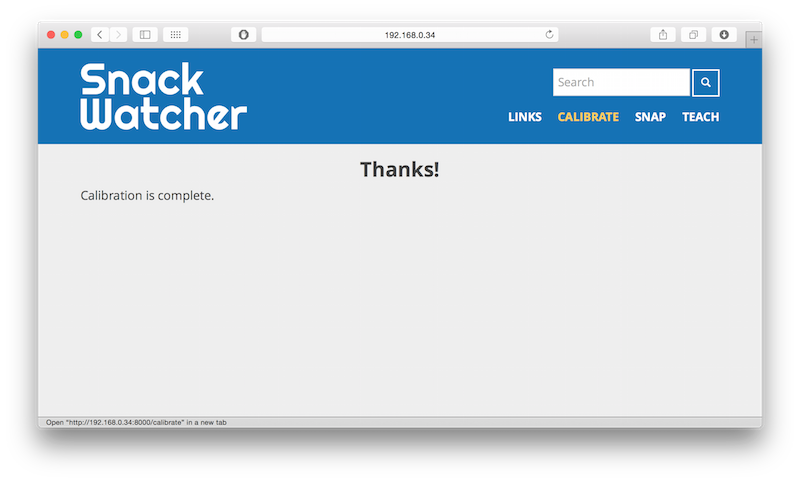 192.168.0.34
Snack
Watcher
Search
LINKS CALIBRATE SNAP TEACH
Thanks!
Calibration is complete.
Open "http://192.168.0.34:8000/calibrate" in a new tab